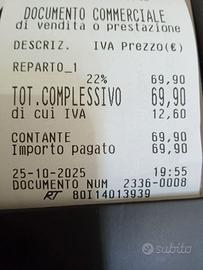 DOCUMENTO COMMERCIALE
di vendita o prestazione
DESCRIZ. IVA Prezzo(€)
REPARTO_1
22% 69,90
TOT.COMPLESSIVO 69,90
di cui IVA 12,60
CONTANTE 69,90
Importo pagato 69,90
25-10-2025 19:55
DOCUMENTO NUM 2336-0008
RT 80I14013939
subito